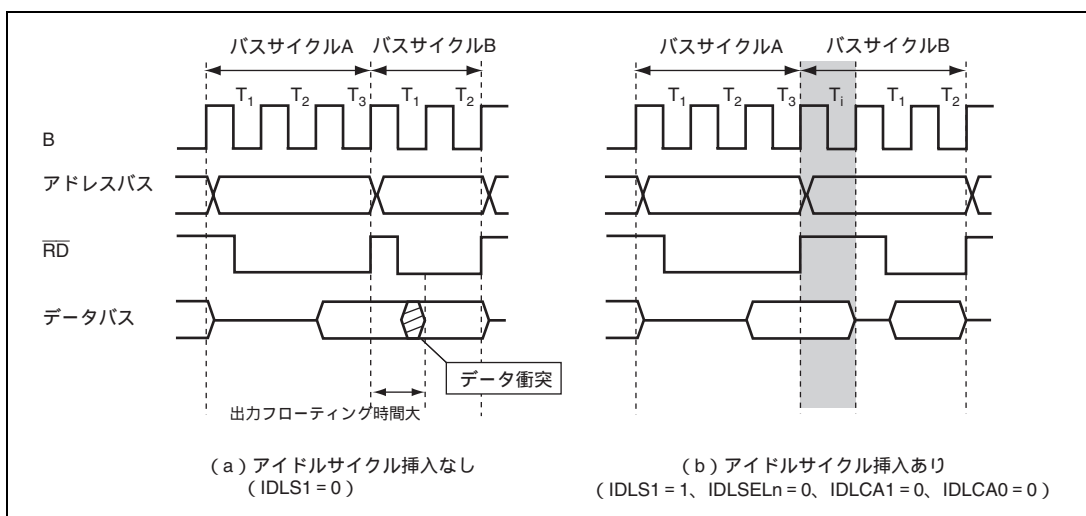 バスサイクルA バスサイクルB
T1 T2 T3 T1 T2
B
アドレスバス
RD
データバス
データ衝突
出力フローティング時間大
(a)アイドルサイクル挿入なし
(IDLS1=0)
バスサイクルA バスサイクルB
T1 T2 T3 Ti T1 T2
(b)アイドルサイクル挿入あり
(IDLS1=1、IDLSELn=0、IDLCA1=0、IDLCA0=0)